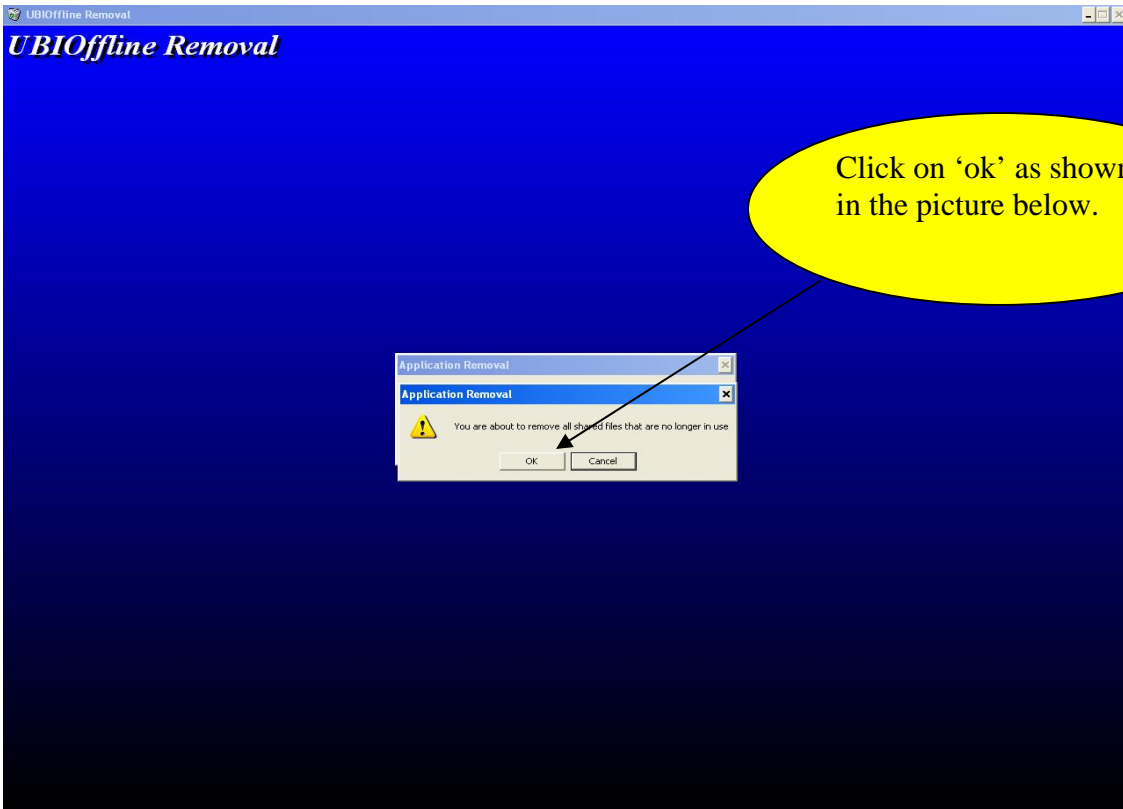 UBIOffline Removal
UBIOffline Removal
Click on ‘ok’ as shown
in the picture below.
Application Removal
Application Removal
You are about to remove all shared files that are no longer in use
OK Cancel